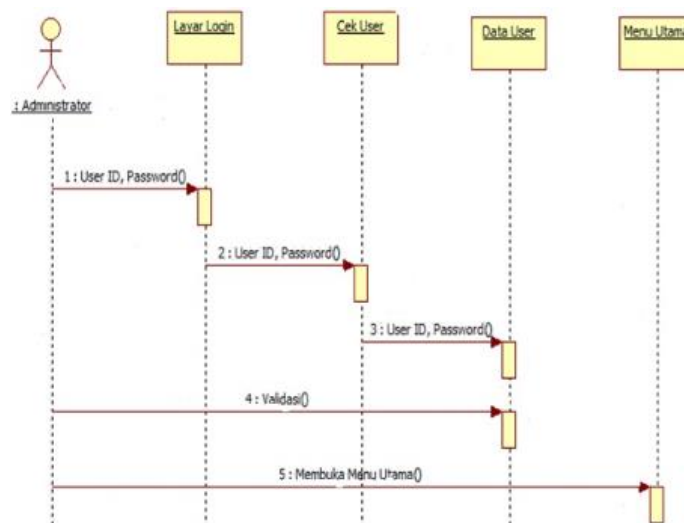 Layar Login
Cek User
Data User
Menu Utama
: Administrator
1 : User ID, Password()
2 : User ID, Password()
3 : User ID, Password()
4 : Validasi()
5 : Membuka Menu Utama()